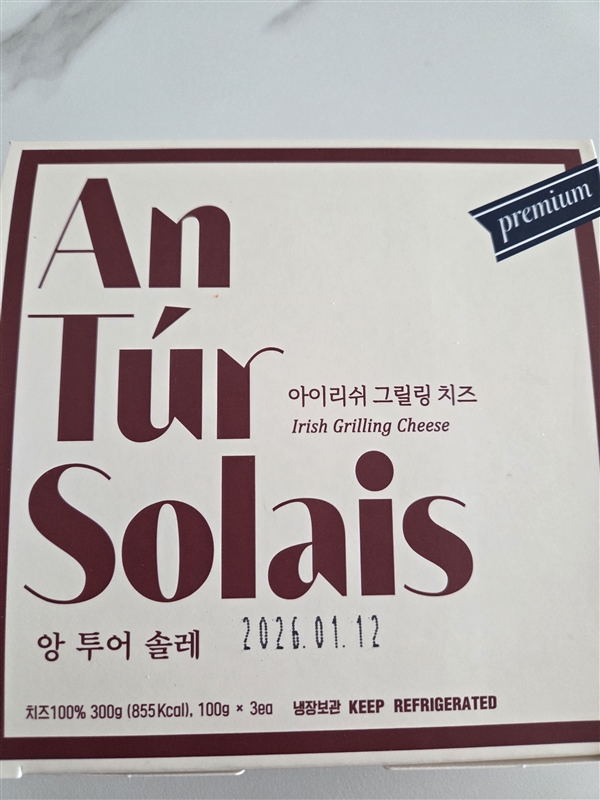 premium
An
Túr
Solais
아이리쉬 그릴링 치즈
Irish Grilling Cheese
앙 투어 솔레 2026.01.12
치즈100% 300g (855Kcal), 100g × 3ea 냉장보관 KEEP REFRIGERATED